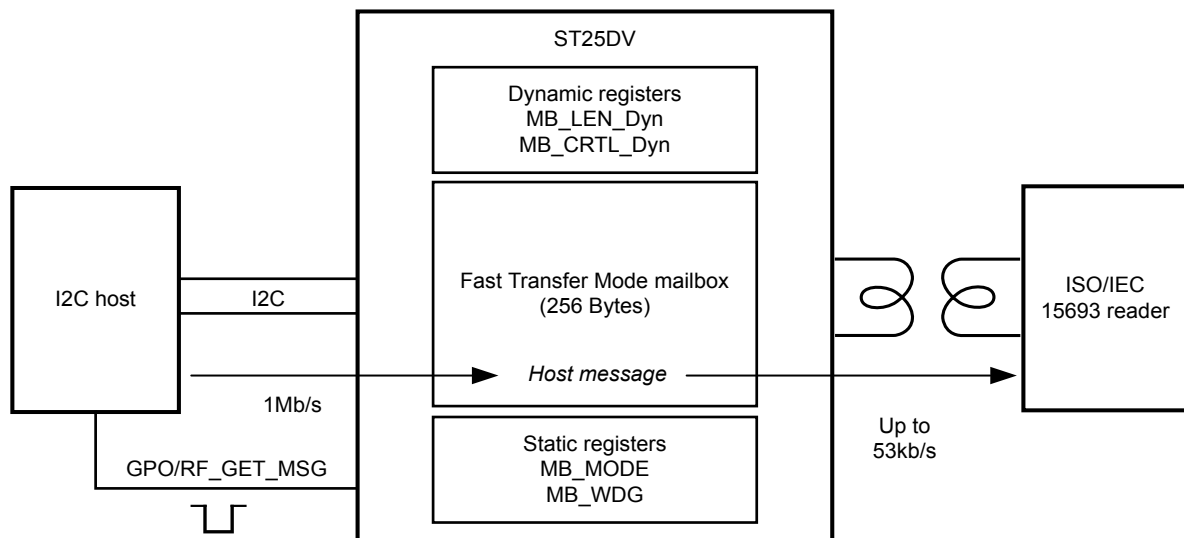 ST25DV
Dynamic registers
MB_LEN_Dyn
MB_CRTL_Dyn
I2C host
I2C
Fast Transfer Mode mailbox
(256 Bytes)
ISO/IEC
15693 reader
Host message
1Mb/s
Up to
53kb/s
GPO/RF_GET_MSG
Static registers
MB_MODE
MB_WDG